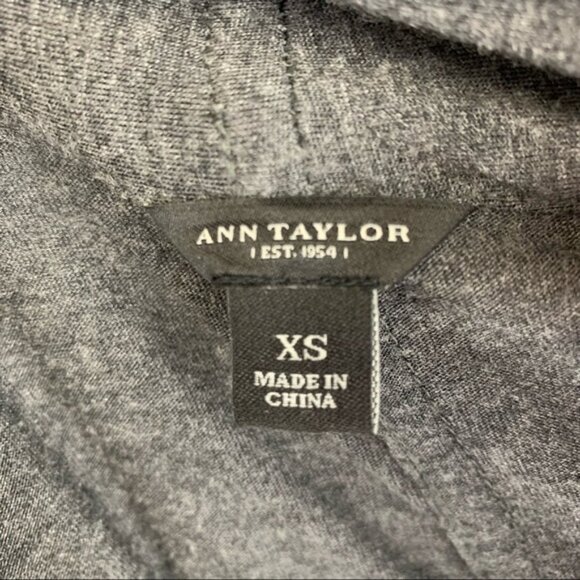 ANN TAYLOR
EST. 1954
XS
MADE IN
CHINA